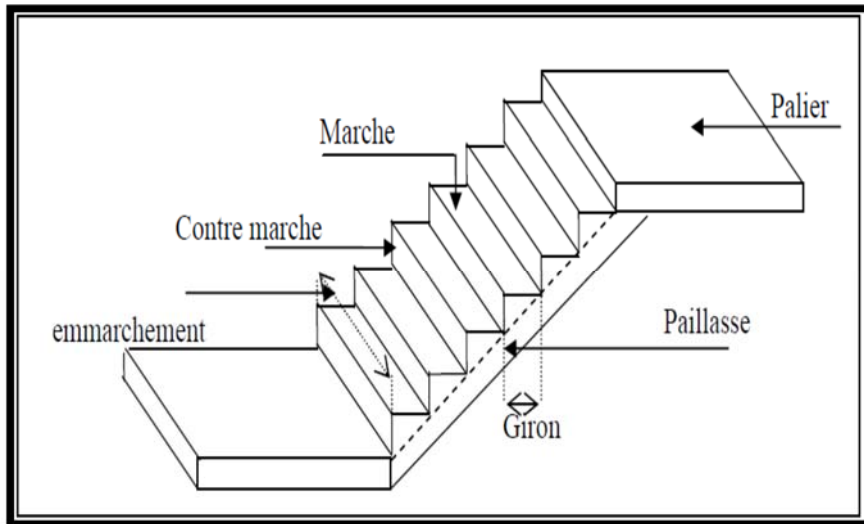 Palier
Marche
Contre marche
emmarchement
Paillasse
Giron